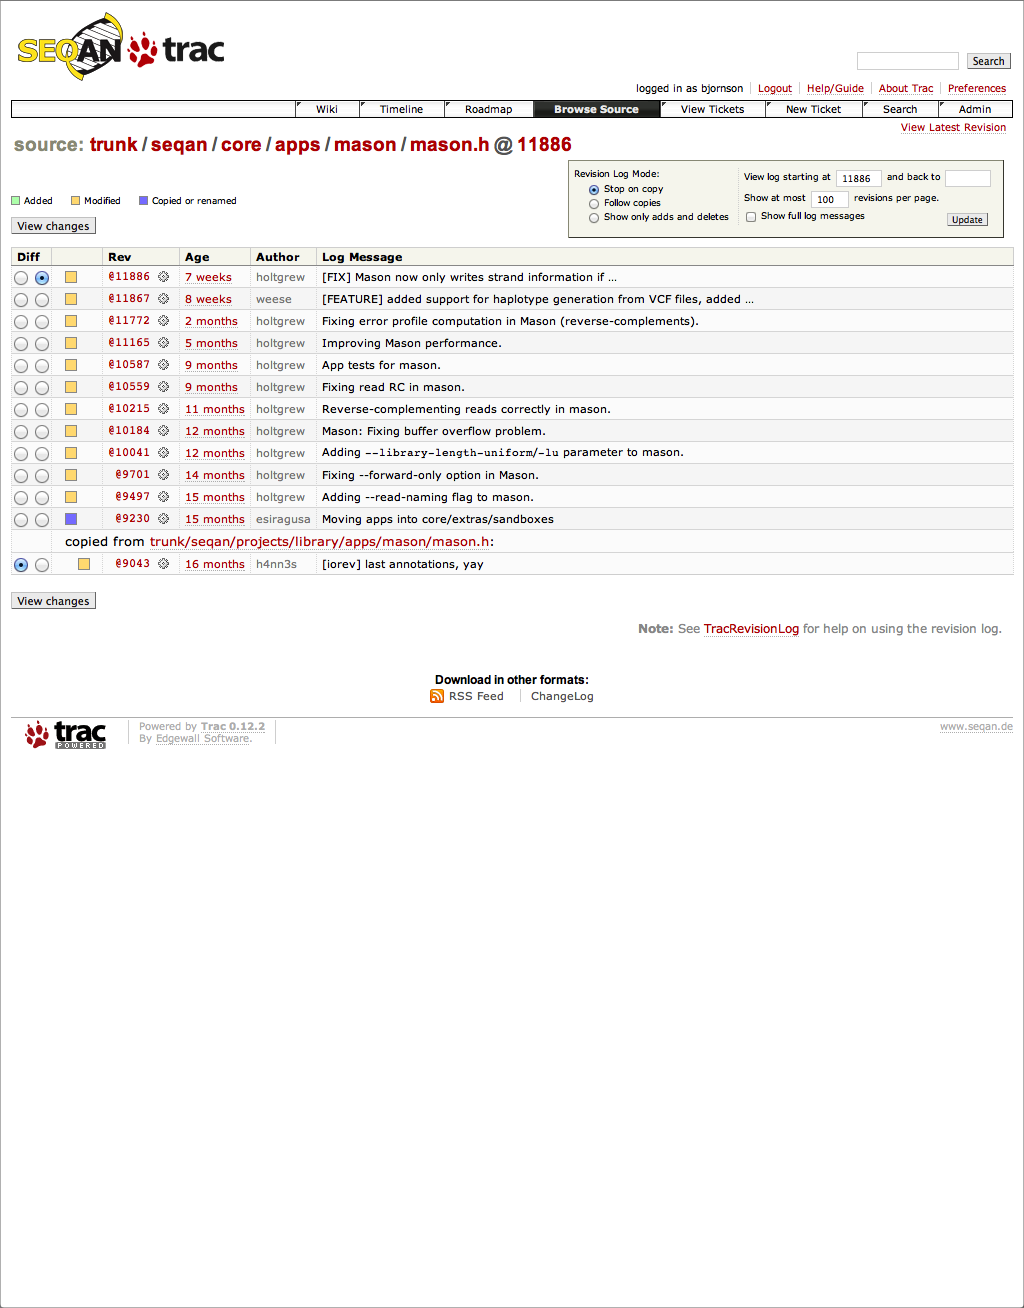 SEQAN trac
Search
logged in as bjornson Logout Help/Guide About Trac Preferences
Wiki Timeline Roadmap Browse Source View Tickets New Ticket Search Admin
View Latest Revision
source: trunk / seqan / core / apps / mason / mason.h @ 11886
Revision Log Mode:
Stop on copy
Follow copies
Show only adds and deletes
View log starting at 11886 and back to
Show at most 100 revisions per page.
Show full log messages
Update
Added Modified Copied or renamed
View changes
Diff Rev Age Author Log Message
@11886 7 weeks holtgrew [FIX] Mason now only writes strand information if …
@11867 8 weeks weese [FEATURE] added support for haplotype generation from VCF files, added …
@11772 2 months holtgrew Fixing error profile computation in Mason (reverse-complements).
@11165 5 months holtgrew Improving Mason performance.
@10587 9 months holtgrew App tests for mason.
@10559 9 months holtgrew Fixing read RC in mason.
@10215 11 months holtgrew Reverse-complementing reads correctly in mason.
@10184 12 months holtgrew Mason: Fixing buffer overflow problem.
@10041 12 months holtgrew Adding --library-length-uniform/-lu parameter to mason.
@9701 14 months holtgrew Fixing --forward-only option in Mason.
@9497 15 months holtgrew Adding --read-naming flag to mason.
@9230 15 months esiragusa Moving apps into core/extras/sandboxes
copied from trunk/seqan/projects/library/apps/mason/mason.h:
@9043 16 months h4nn3s [iorev] last annotations, yay
View changes
Note: See TracRevisionLog for help on using the revision log.
Download in other formats:
RSS Feed ChangeLog
trac POWERED
Powered by Trac 0.12.2
By Edgewall Software.
www.seqan.de